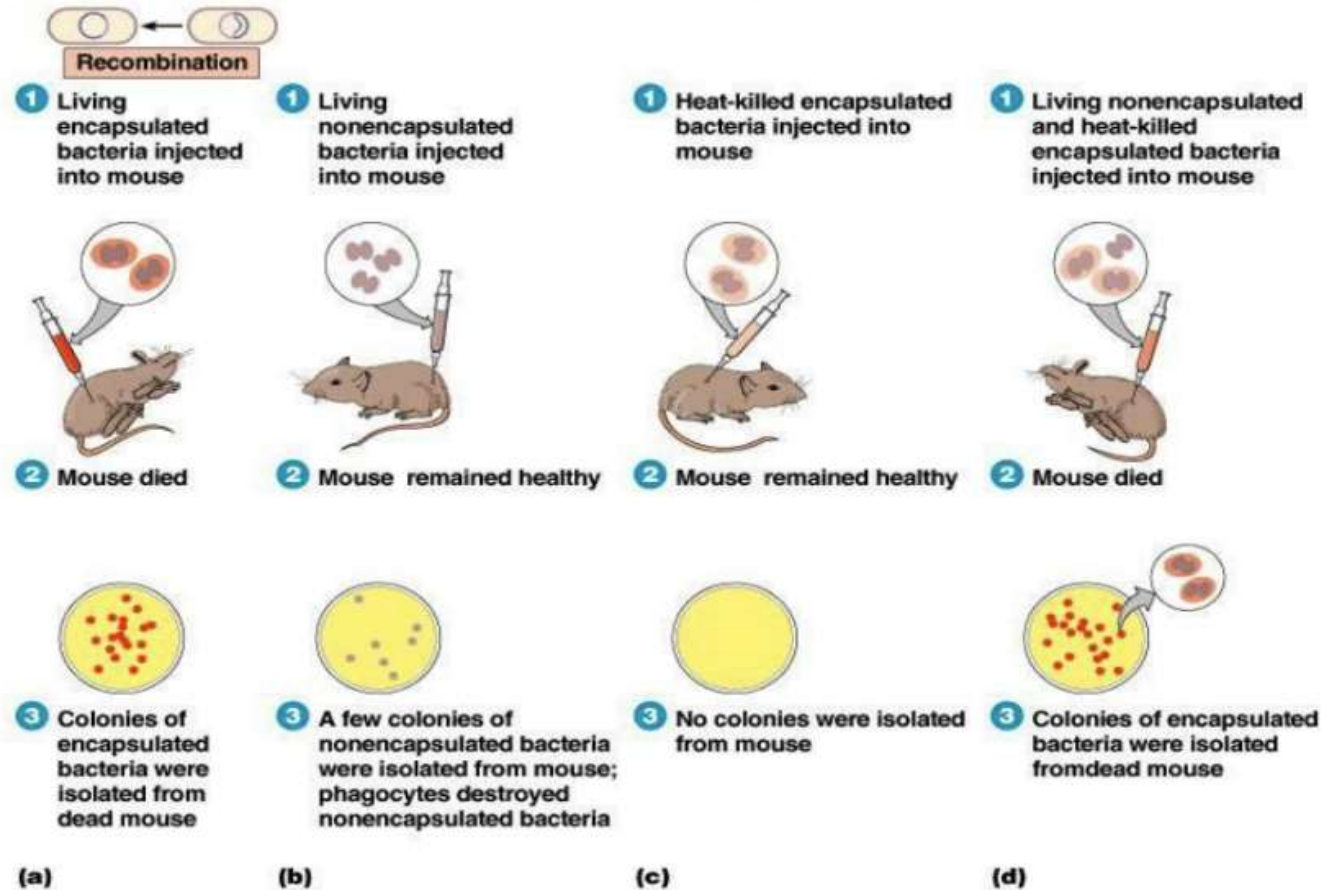 Recombination
1 Living
encapsulated
bacteria injected
into mouse
2 Mouse died
3 Colonies of
encapsulated
bacteria were
isolated from
dead mouse
(a)
1 Living
nonencapsulated
bacteria injected
into mouse
2 Mouse remained healthy
3 A few colonies of
nonencapsulated bacteria
were isolated from mouse;
phagocytes destroyed
nonencapsulated bacteria
(b)
1 Heat-killed encapsulated
bacteria injected into
mouse
2 Mouse remained healthy
3 No colonies were isolated
from mouse
(c)
1 Living nonencapsulated
and heat-killed
encapsulated bacteria
injected into mouse
2 Mouse died
3 Colonies of encapsulated
bacteria were isolated
fromdead mouse
(d)